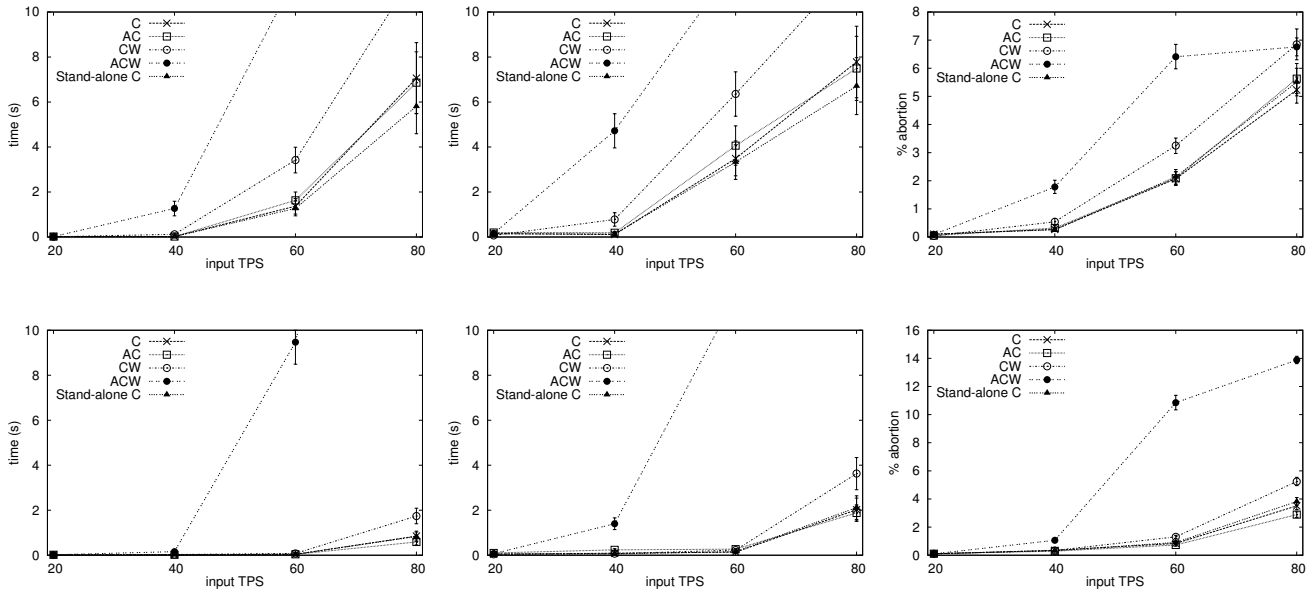 time (s)
10
8
6
4
2
0
20
40
60
80
input TPS
C
AC
CW
ACW
Stand-alone C
time (s)
10
8
6
4
2
0
20
40
60
80
input TPS
C
AC
CW
ACW
Stand-alone C
% abortion
8
7
6
5
4
3
2
1
0
20
40
60
80
input TPS
C
AC
CW
ACW
Stand-alone C
time (s)
10
8
6
4
2
0
20
40
60
80
input TPS
C
AC
CW
ACW
Stand-alone C
time (s)
10
8
6
4
2
0
20
40
60
80
input TPS
C
AC
CW
ACW
Stand-alone C
% abortion
16
14
12
10
8
6
4
2
0
20
40
60
80
input TPS
C
AC
CW
ACW
Stand-alone C